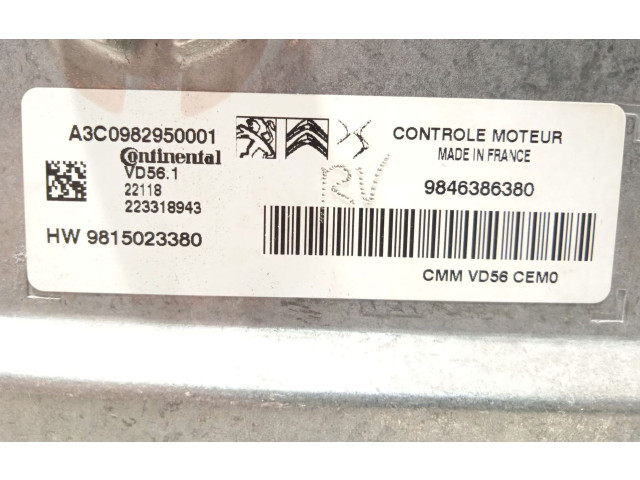 A3C0982950001
Continental
VD56.1
22118
223318943
HW 9815023380
RV
CONTROLE MOTEUR
MADE IN FRANCE
9846386380
CMM VD56 CEM0